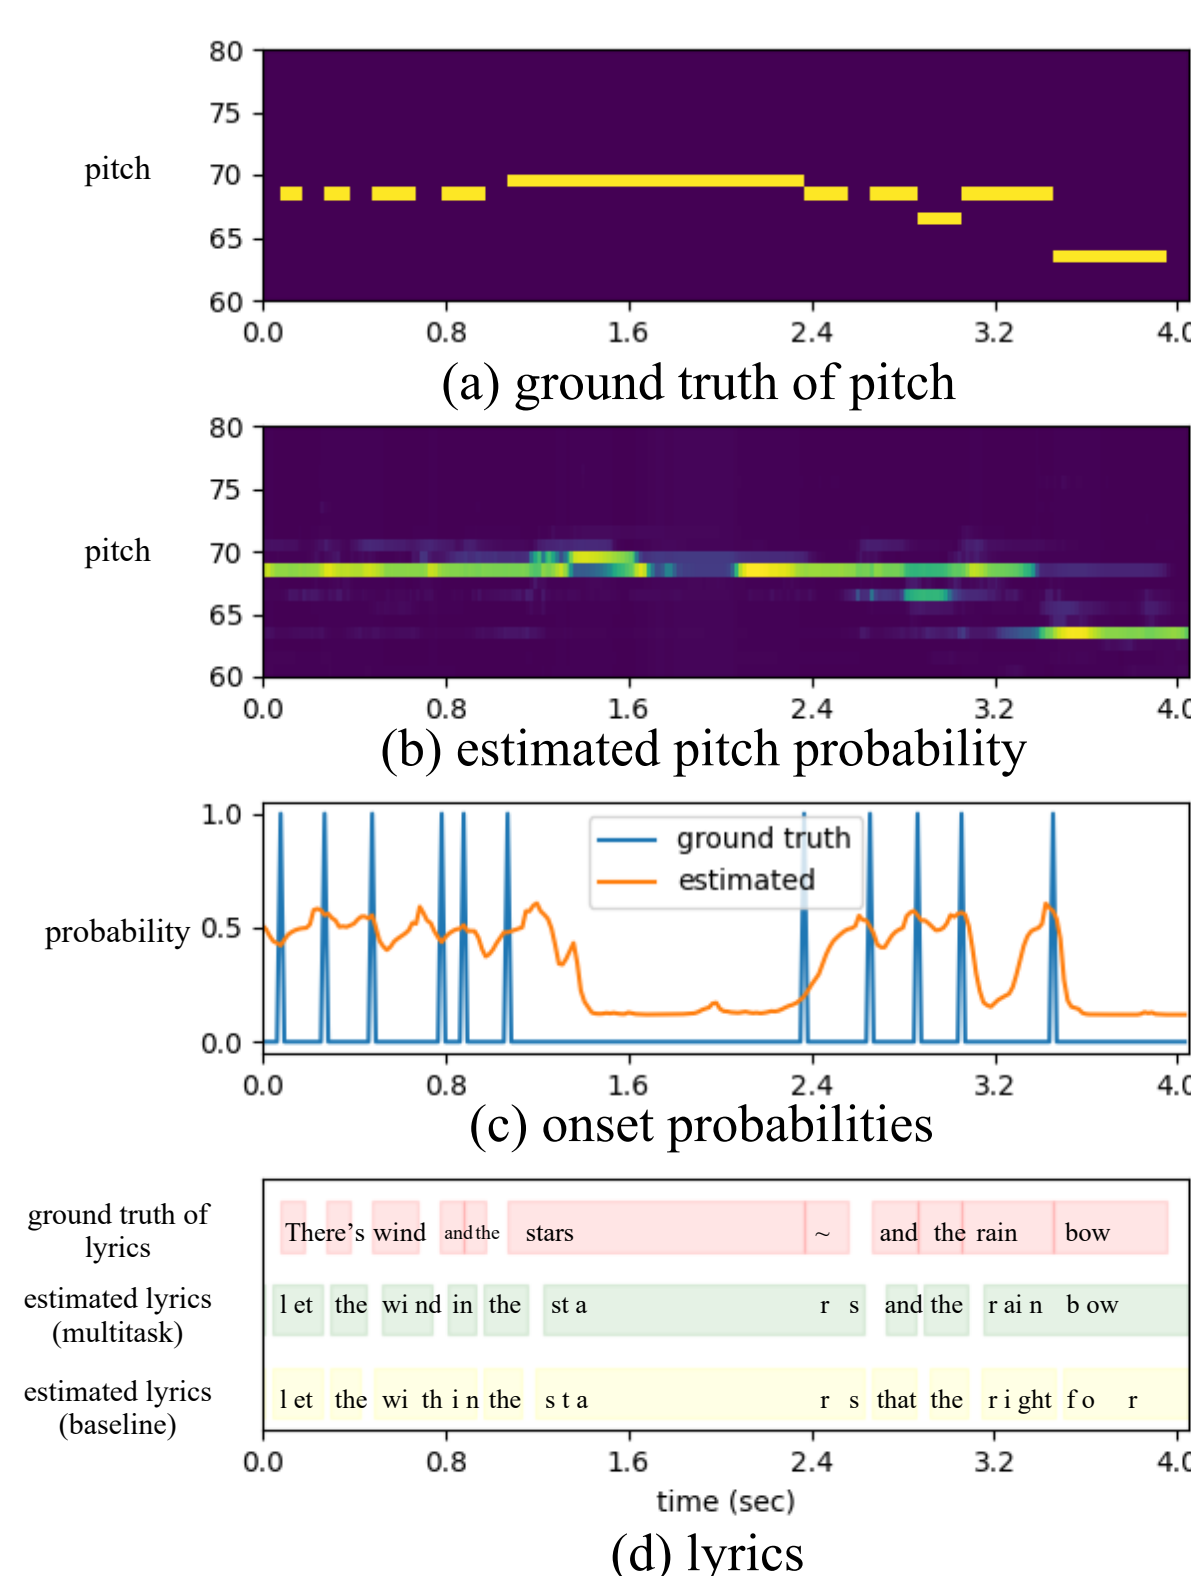 80
75
pitch
70
65
60
0.0 0.8 1.6 2.4 3.2 4.0
(a) ground truth of pitch
80
75
pitch
70
65
60
0.0 0.8 1.6 2.4 3.2 4.0
(b) estimated pitch probability
1.0
ground truth
estimated
probability 0.5
0.0
0.0 0.8 1.6 2.4 3.2 4.0
(c) onset probabilities
ground truth of
lyrics
There’s wind and the stars ~ and the rain bow
estimated lyrics
(multitask)
l et the wi nd in the st a r s and the r ai n b ow
estimated lyrics
(baseline)
l et the wi th i n the s t a r s that the r i ght f o r
0.0 0.8 1.6 2.4 3.2 4.0
time (sec)
(d) lyrics